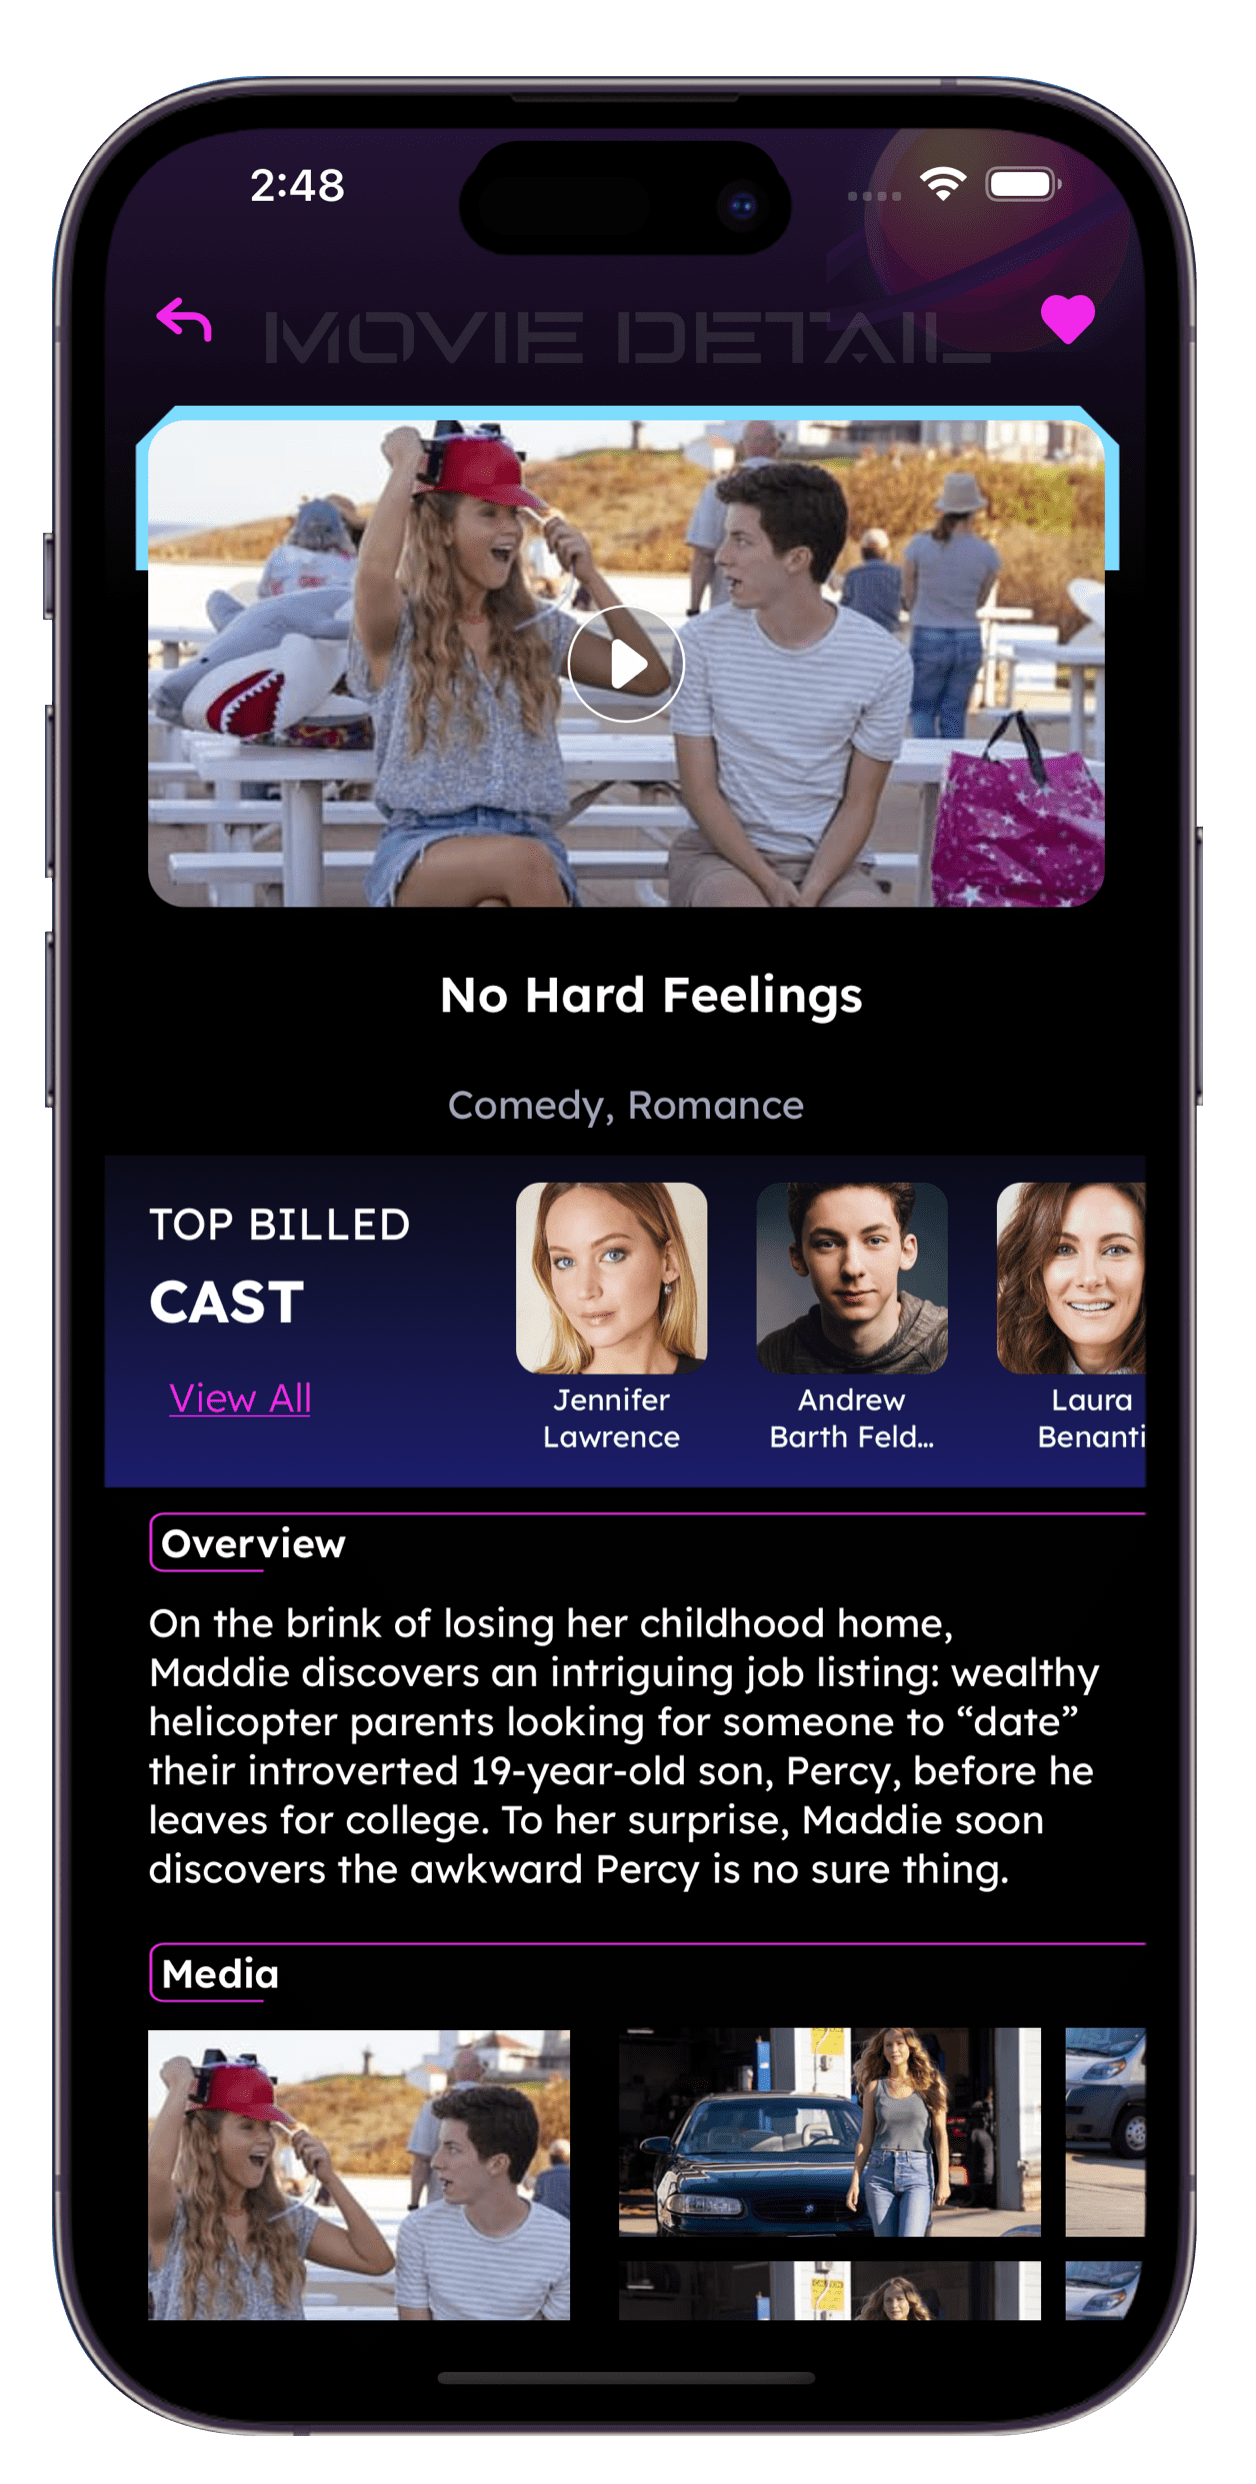 2:48
MOVIE DETAIL
No Hard Feelings
Comedy, Romance
TOP BILLED
CAST
View All
Jennifer
Lawrence
Andrew
Barth Feld...
Laura
Benanti
Overview
On the brink of losing her childhood home,
Maddie discovers an intriguing job listing: wealthy
helicopter parents looking for someone to “date”
their introverted 19-year-old son, Percy, before he
leaves for college. To her surprise, Maddie soon
discovers the awkward Percy is no sure thing.
Media